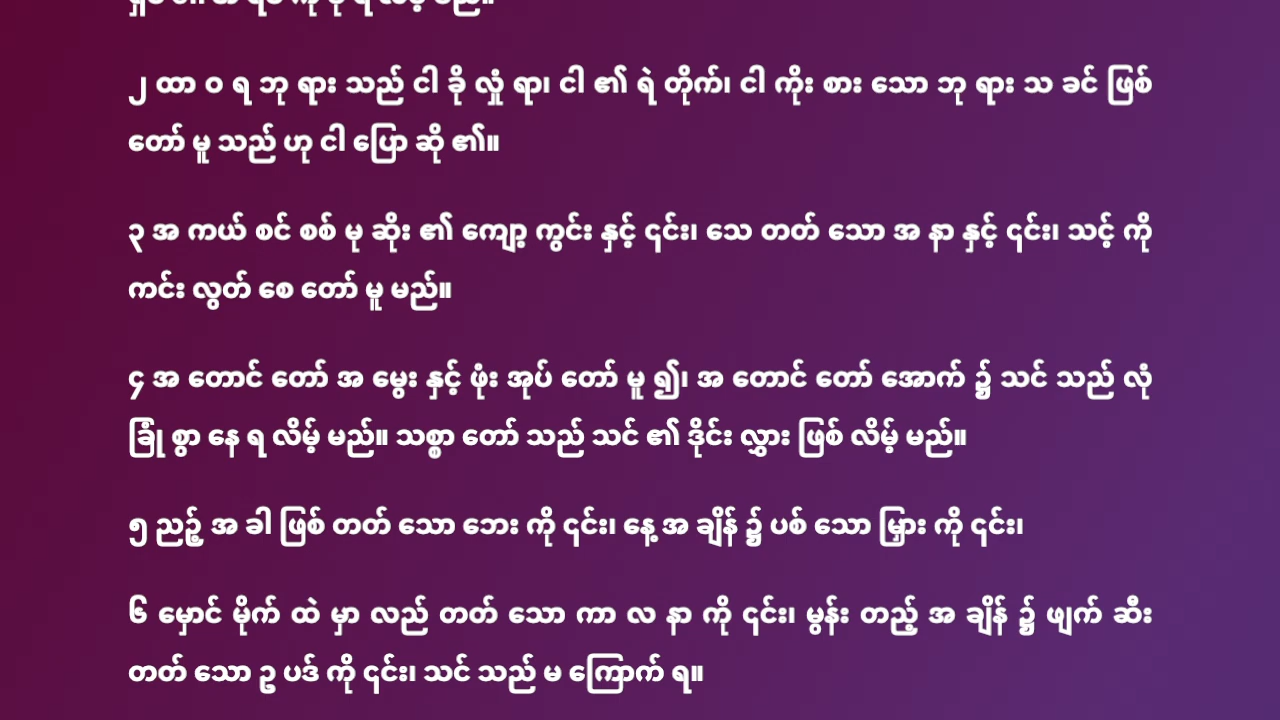 ၂ ထာ ဝ ရ ဘု ရား သည် ငါ ခို လှုံ ရာ၊ ငါ ၏ ရဲ တိုက်၊ ငါ ကိုး စား သော ဘု ရား သ ခင် ဖြစ်
တော် မူ သည် ဟု ငါ ပြော ဆို ၏။
၃ အ ကယ် စင် စစ် မု ဆိုး ၏ ကျော့ ကွင်း နှင့် ၎င်း၊ သေ တတ် သော အ နာ နှင့် ၎င်း၊ သင့် ကို
ကင်း လွတ် စေ တော် မူ မည်။
၄ အ တောင် တော် အ မွေး နှင့် ဖုံး အုပ် တော် မူ ၍၊ အ တောင် တော် အောက် ၌ သင် သည် လုံ
ခြုံ စွာ နေ ရ လိမ့် မည်။ သစ္စာ တော် သည် သင် ၏ ဒိုင်း လွှား ဖြစ် လိမ့် မည်။
၅ ညဉ့် အ ခါ ဖြစ် တတ် သော ဘေး ကို ၎င်း၊ နေ့ အ ချိန် ၌ ပစ် သော မြှား ကို ၎င်း၊
၆ မှောင် မိုက် ထဲ မှာ လည် တတ် သော ကာ လ နာ ကို ၎င်း၊ မွန်း တည့် အ ချိန် ၌ ဖျက် ဆီး
တတ် သော ဥ ပဒ် ကို ၎င်း၊ သင် သည် မ ကြောက် ရ။